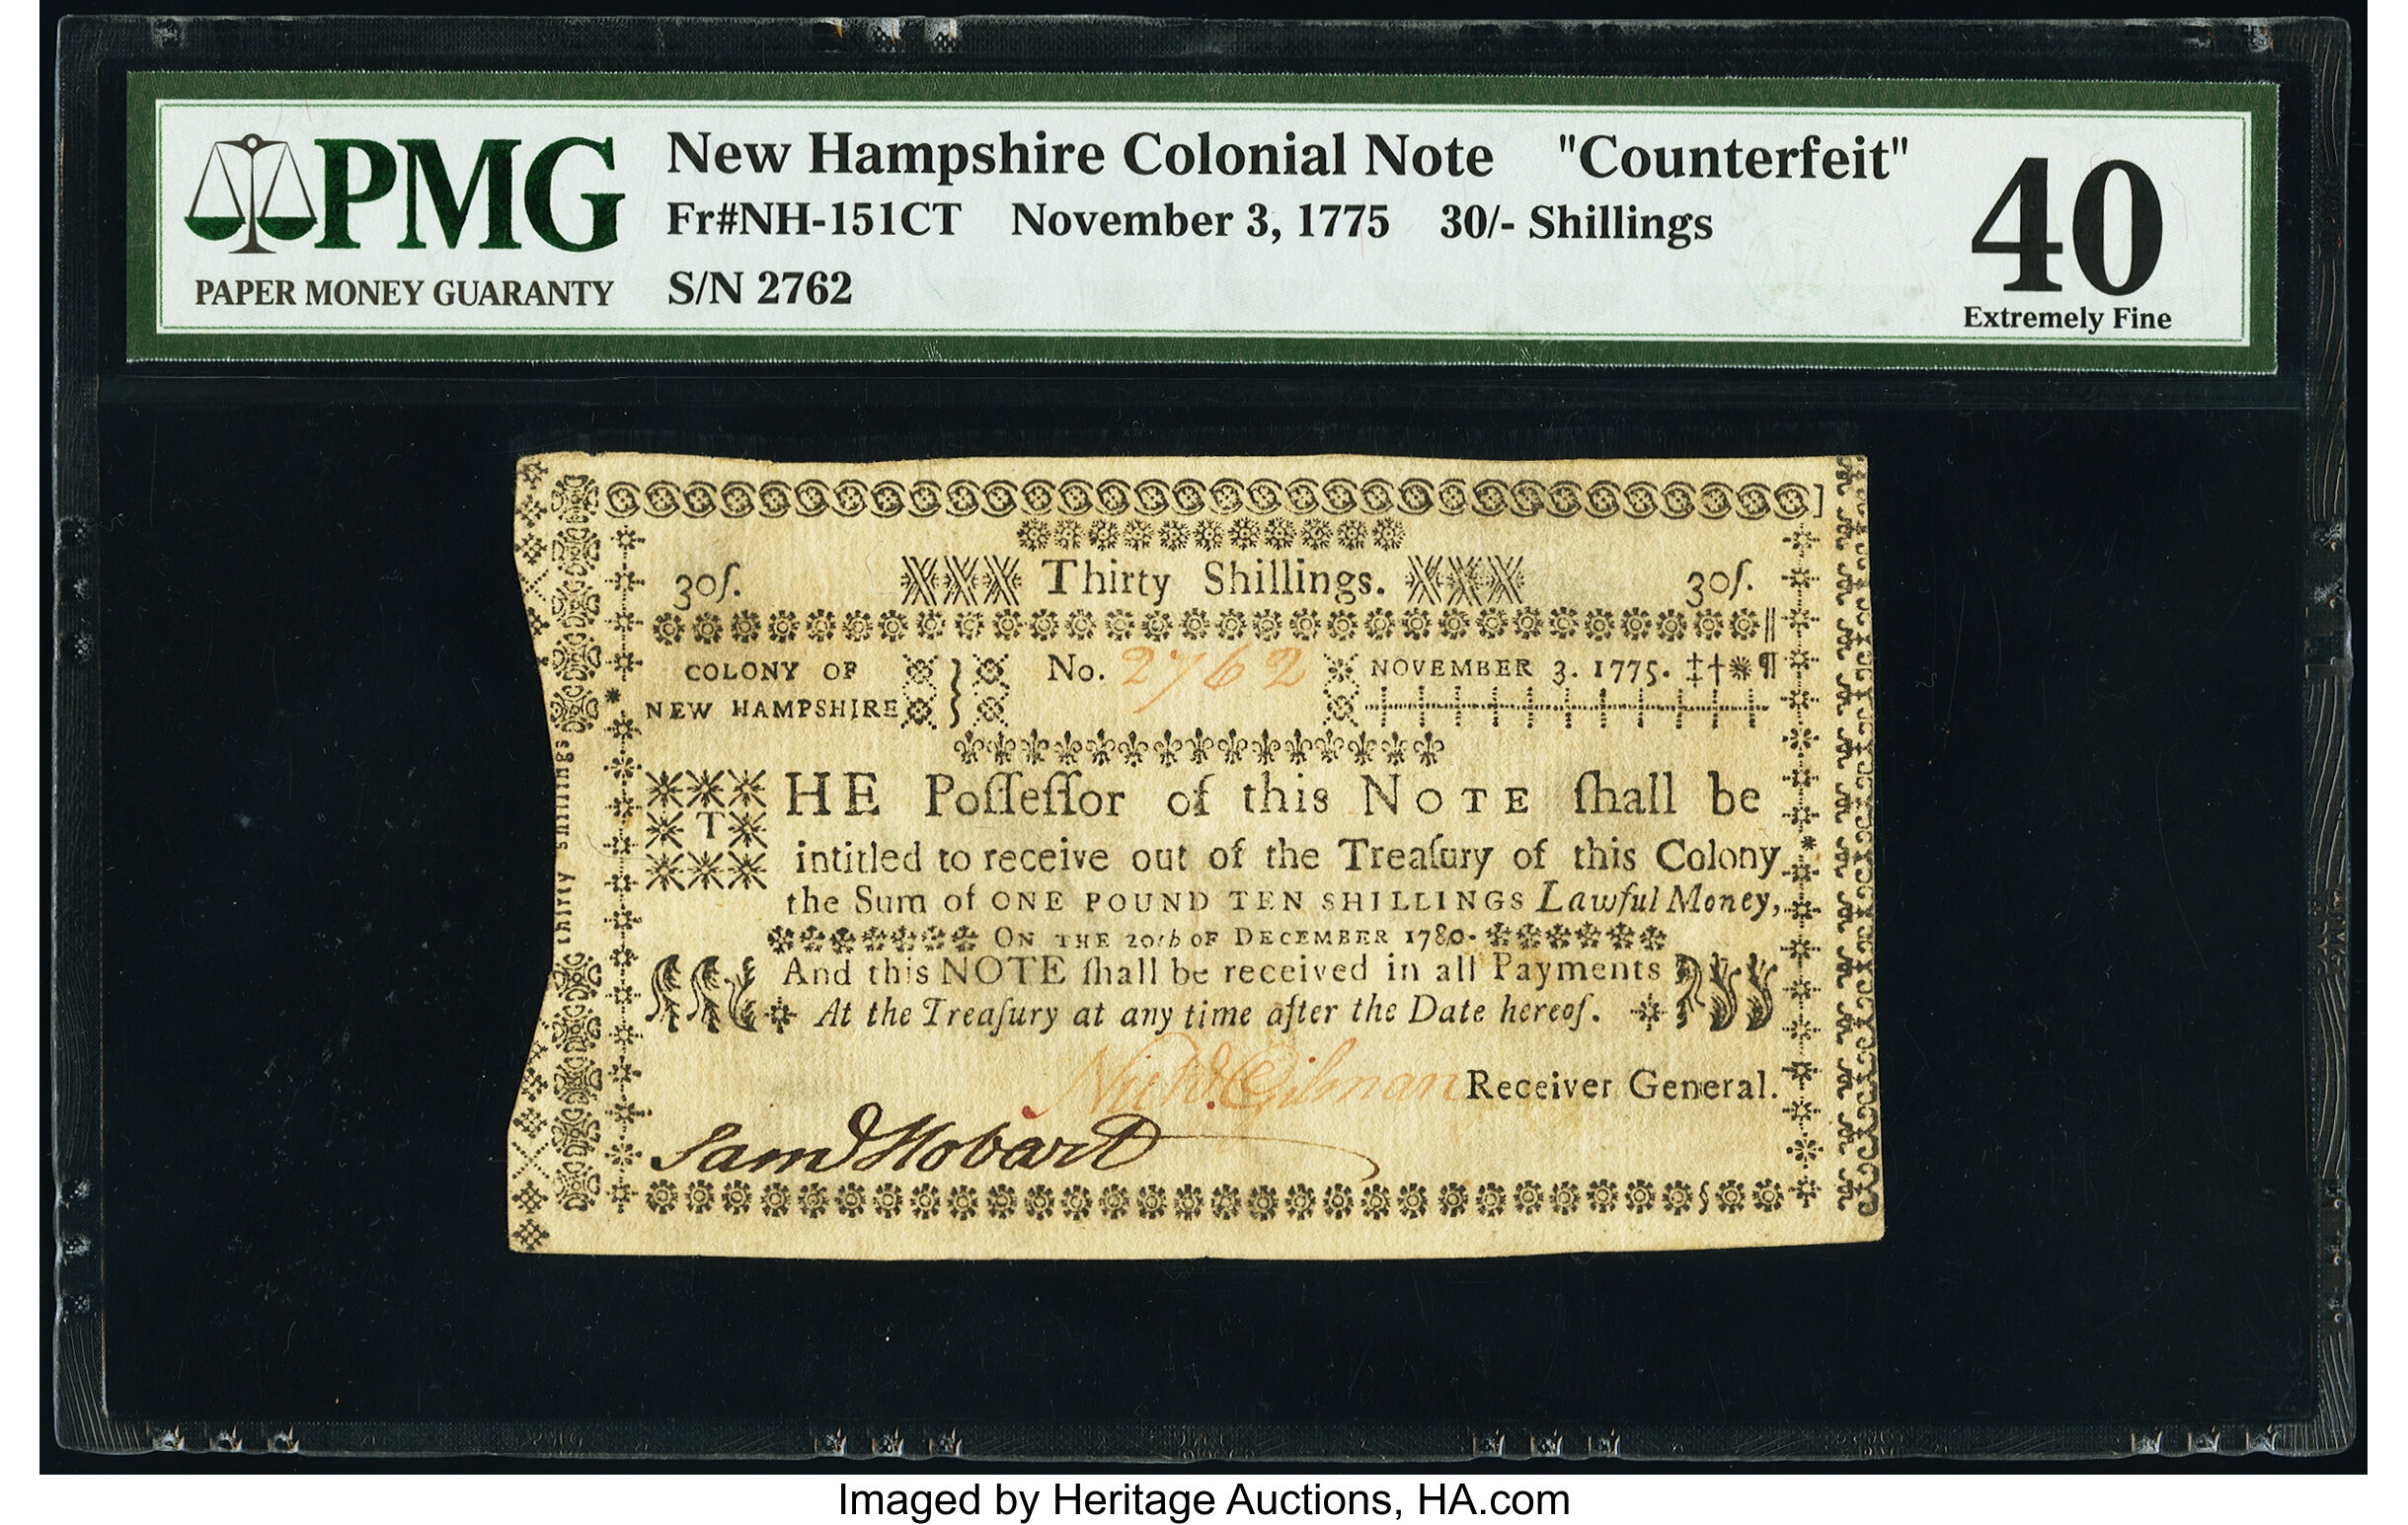 PMG
PAPER MONEY GUARANTY
New Hampshire Colonial Note "Counterfeit"
Fr#NH-151CT November 3, 1775 30/- Shillings
S/N 2762
40
Extremely Fine
30ſ. XXX Thirty Shillings. XXX 30ſ.
COLONY OF
NEW HAMPSHIRE
No. 2762
NOVEMBER 3. 1775. ‡†*¶
THE Poſſeſſor of this NOTE ſhall be
intitled to receive out of the Treaſury of this Colony
the Sum of ONE POUND TEN SHILLINGS Lawful Money,
ON THE 20th OF DECEMBER 1780.
And this NOTE ſhall be received in all Payments
At the Treaſury at any time after the Date hereof.
Nichs Gilman Receiver General.
Saml Hobart
thirty shillings
Imaged by Heritage Auctions, HA.com